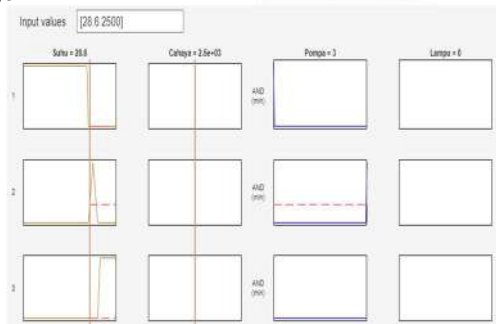 Input values [28.6 2500]
Suhu = 28.6 Cahaya = 2.5e+03 Pompa = 3 Lampu = 0
1 AND
(min)
2 AND
(min)
3 AND
(min)